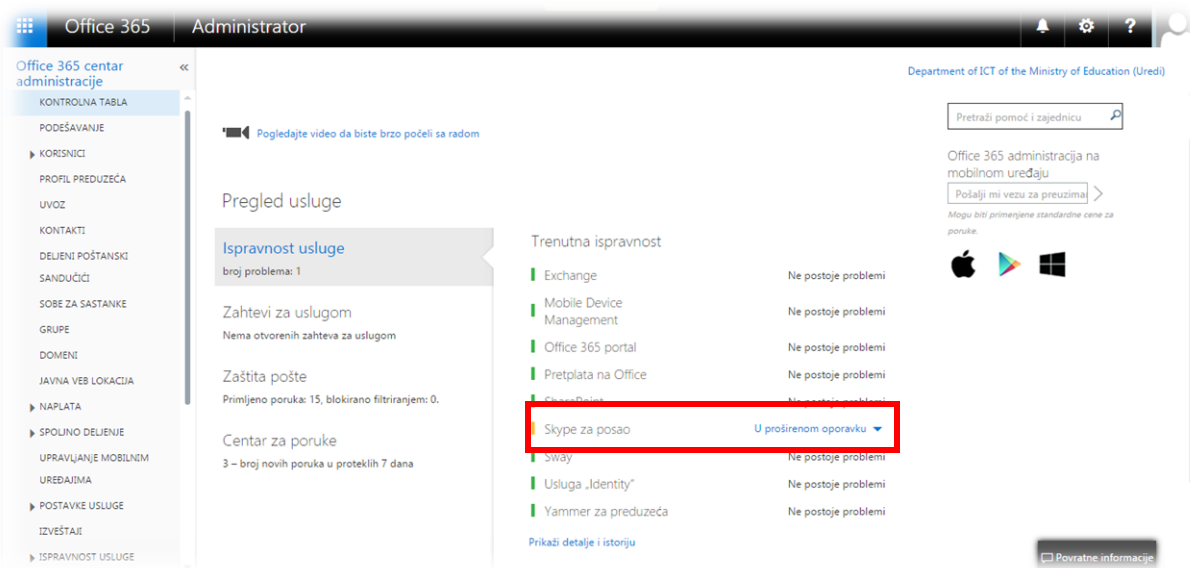 Office 365
Administrator
?
Office 365 centar
administracije
«
KONTROLNA TABLA
PODEŠAVANJE
KORISNICI
PROFIL PREDUZEĆA
UVOZ
KONTAKTI
DELJENI POŠTANSKI
SANDUČIĆI
SOBE ZA SASTANKE
GRUPE
DOMENI
JAVNA VEB LOKACIJA
NAPLATA
SPOLJNO DELJENJE
UPRAVLJANJE MOBILNIM
UREĐAJIMA
POSTAVKE USLUGE
IZVEŠTAJI
ISPRAVNOST USLUGE
Pogledajte video da biste brzo počeli sa radom
Pregled usluge
Ispravnost usluge
broj problema: 1
Zahtevi za uslugom
Nema otvorenih zahteva za uslugom
Zaštita pošte
Primljeno poruka: 15, blokirano filtriranjem: 0.
Centar za poruke
3 – broj novih poruka u proteklih 7 dana
Trenutna ispravnost
Exchange Ne postoje problemi
Mobile Device
Management Ne postoje problemi
Office 365 portal Ne postoje problemi
Pretplata na Office Ne postoje problemi
SharePoint Ne postoje problemi
Skype za posao U proširenom oporavku
Sway Ne postoje problemi
Usluga „Identity“ Ne postoje problemi
Yammer za preduzeća Ne postoje problemi
Prikaži detalje i istoriju
Department of ICT of the Ministry of Education (Uredi)
Pretraži pomoć i zajednicu
Office 365 administracija na
mobilnom uređaju
Pošalji mi vezu za preuzimaı
Mogu biti primenjene standardne cene za
poruke.
Povratne informacije